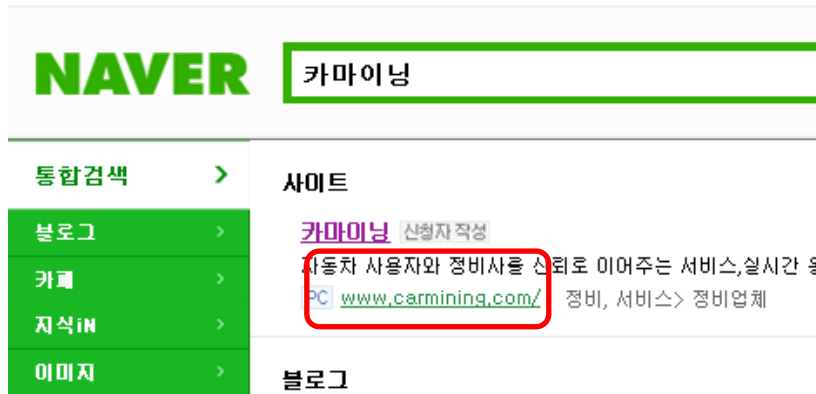 NAVER 카마이닝
통합검색 >
사이트
블로그 >
카마이닝 신청자 작성
카페 >
자동차 사용자와 정비사를 신뢰로 이어주는 서비스,실시간
PC www.carmining.com/ 정비, 서비스> 정비업체
지식iN >
이미지 >
블로그